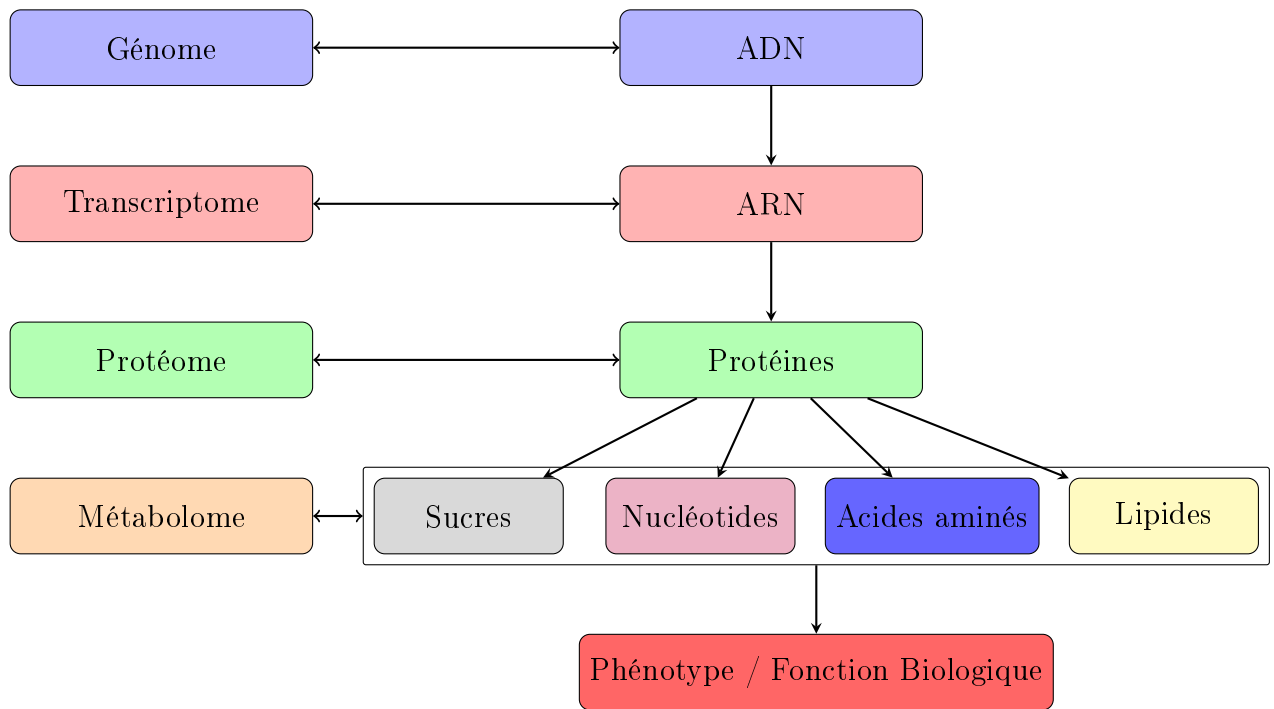 Génome
ADN
Transcriptome
ARN
Protéome
Protéines
Métabolome
Sucres
Nucléotides
Acides aminés
Lipides
Phénotype / Fonction Biologique